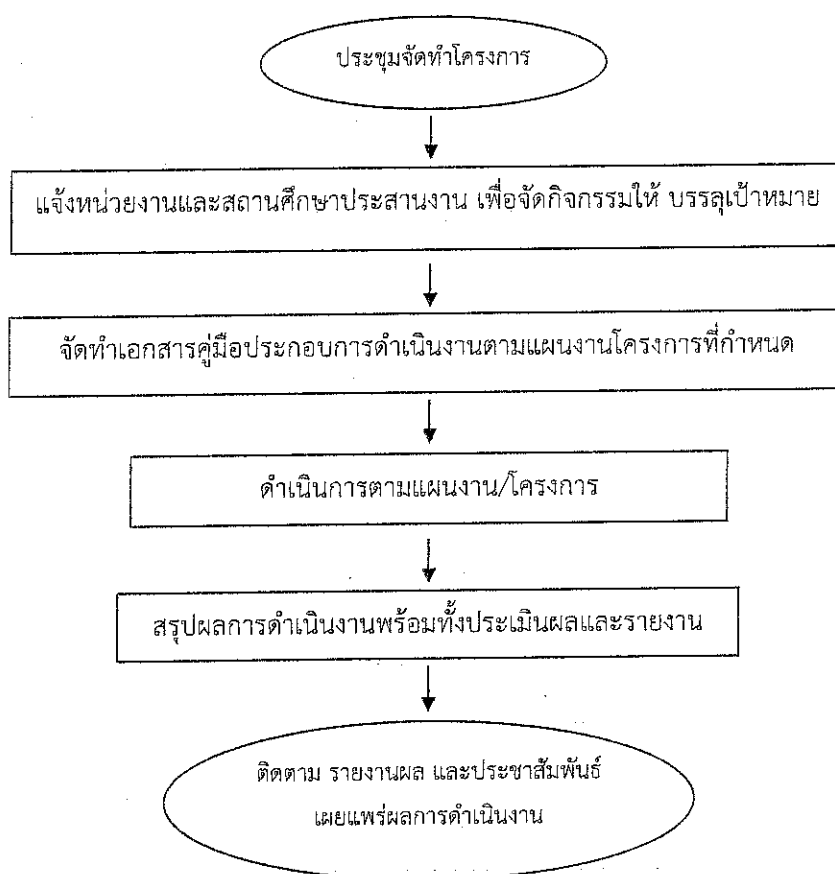 ประชุมจัดทำโครงการ
แจ้งหน่วยงานและสถานศึกษาประสานงาน เพื่อจัดกิจกรรมให้ บรรลุเป้าหมาย
จัดทำเอกสารคู่มือประกอบการดำเนินงานตามแผนงานโครงการที่กำหนด
ดำเนินการตามแผนงาน/โครงการ
สรุปผลการดำเนินงานพร้อมทั้งประเมินผลและรายงาน
ติดตาม รายงานผล และประชาสัมพันธ์
เผยแพร่ผลการดำเนินงาน